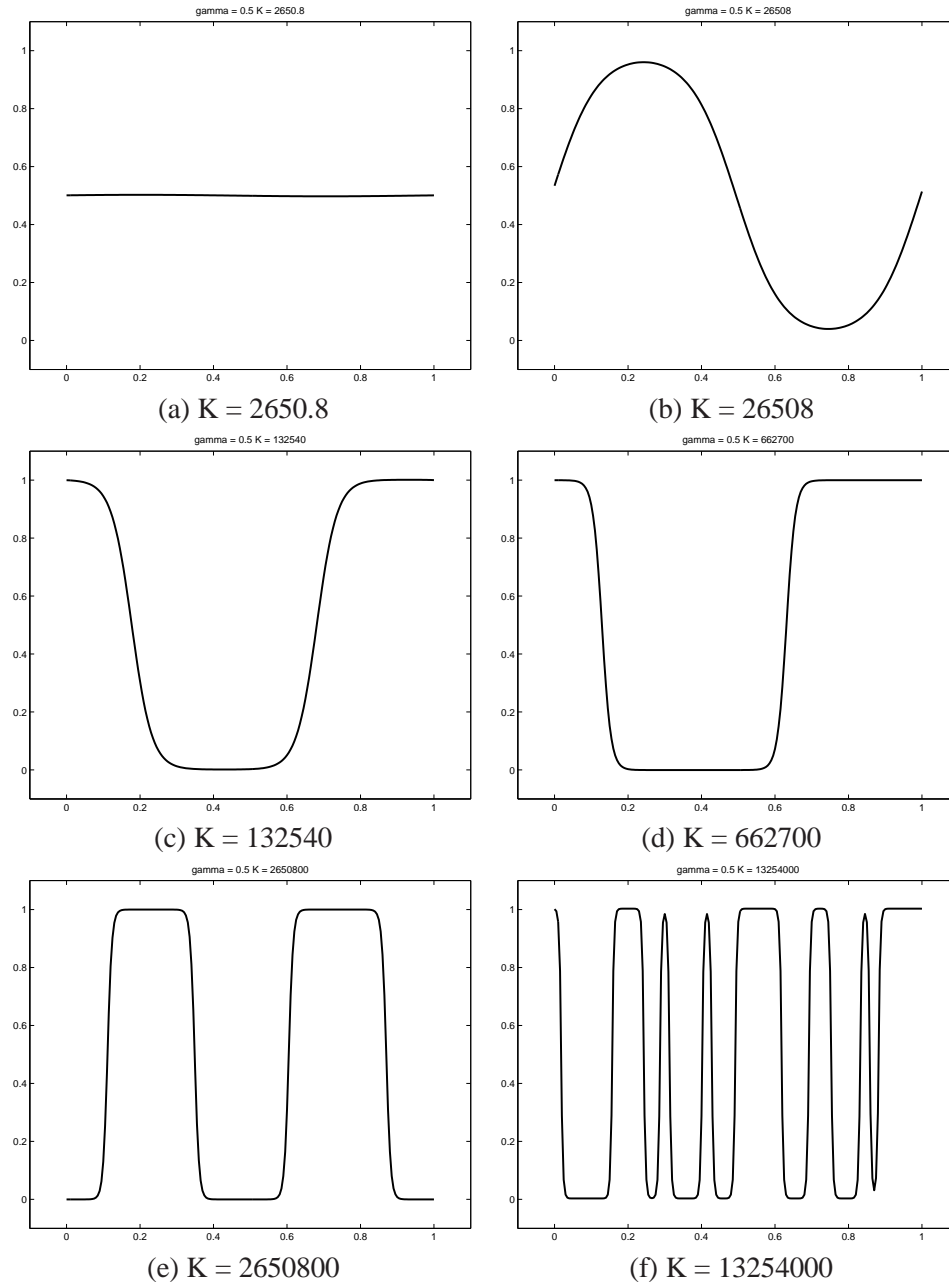 gamma = 0.5 K = 2650.8
1
0.8
0.6
0.4
0.2
0
0 0.2 0.4 0.6 0.8 1
(a) K = 2650.8
gamma = 0.5 K = 26508
1
0.8
0.6
0.4
0.2
0
0 0.2 0.4 0.6 0.8 1
(b) K = 26508
gamma = 0.5 K = 132540
1
0.8
0.6
0.4
0.2
0
0 0.2 0.4 0.6 0.8 1
(c) K = 132540
gamma = 0.5 K = 662700
1
0.8
0.6
0.4
0.2
0
0 0.2 0.4 0.6 0.8 1
(d) K = 662700
gamma = 0.5 K = 2650800
1
0.8
0.6
0.4
0.2
0
0 0.2 0.4 0.6 0.8 1
(e) K = 2650800
gamma = 0.5 K = 13254000
1
0.8
0.6
0.4
0.2
0
0 0.2 0.4 0.6 0.8 1
(f) K = 13254000